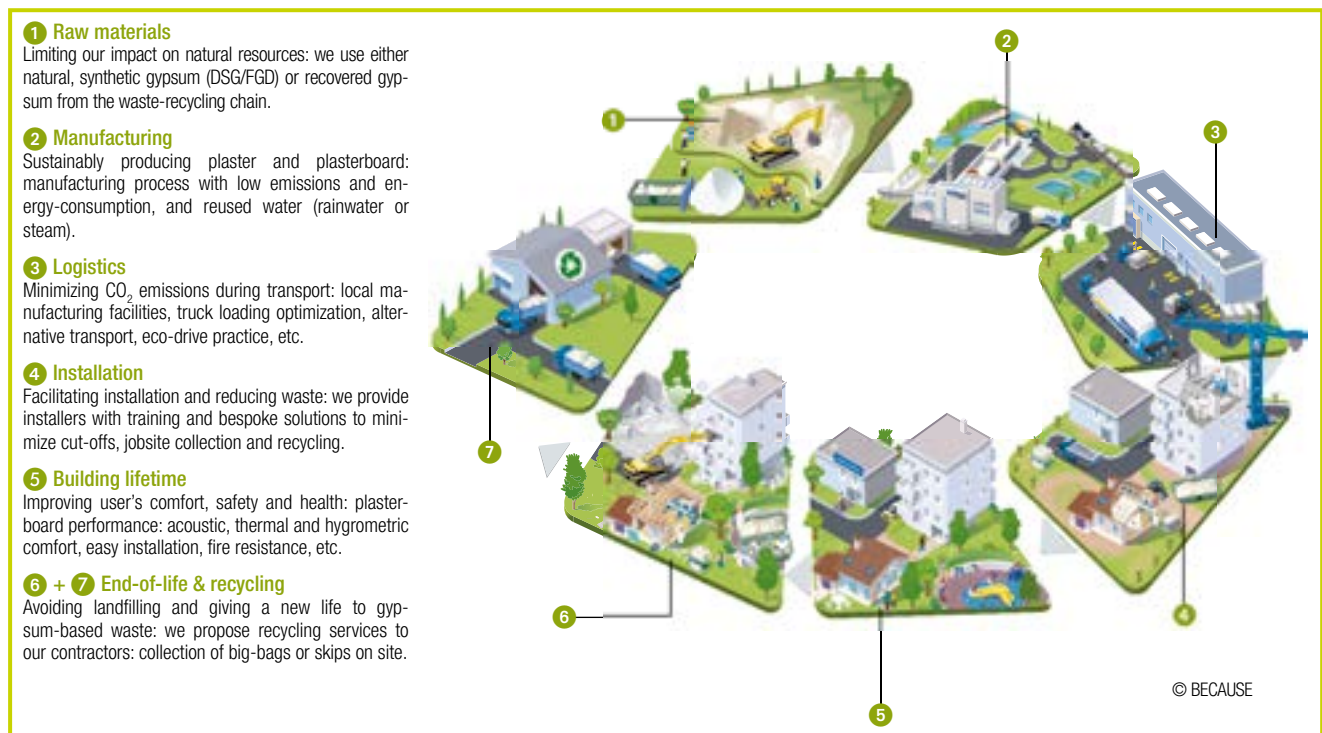 1 Raw materials
Limiting our impact on natural resources: we use either
natural, synthetic gypsum (DSG/FGD) or recovered gyp-
sum from the waste-recycling chain.
2 Manufacturing
Sustainably producing plaster and plasterboard:
manufacturing process with low emissions and en-
ergy-consumption, and reused water (rainwater or
steam).
3 Logistics
Minimizing CO₂ emissions during transport: local ma-
nufacturing facilities, truck loading optimization, alter-
native transport, eco-drive practice, etc.
4 Installation
Facilitating installation and reducing waste: we provide
installers with training and bespoke solutions to mini-
mize cut-offs, jobsite collection and recycling.
5 Building lifetime
Improving user's comfort, safety and health: plaster-
board performance: acoustic, thermal and hygrometric
comfort, easy installation, fire resistance, etc.
6 + 7 End-of-life & recycling
Avoiding landfilling and giving a new life to gyp-
sum-based waste: we propose recycling services to
our contractors: collection of big-bags or skips on site.
1
2
3
4
5
6
7
© BECAUSE